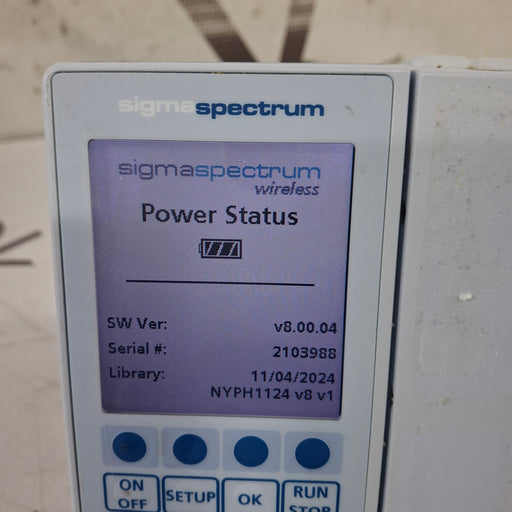 sigmaspectrum
sigmaspectrum
wireless
Power Status
SW Ver: v8.00.04
Serial #: 2103988
Library: 11/04/2024
NYPH1124 v8 v1
ON
OFF
SETUP
OK
RUN
STOP